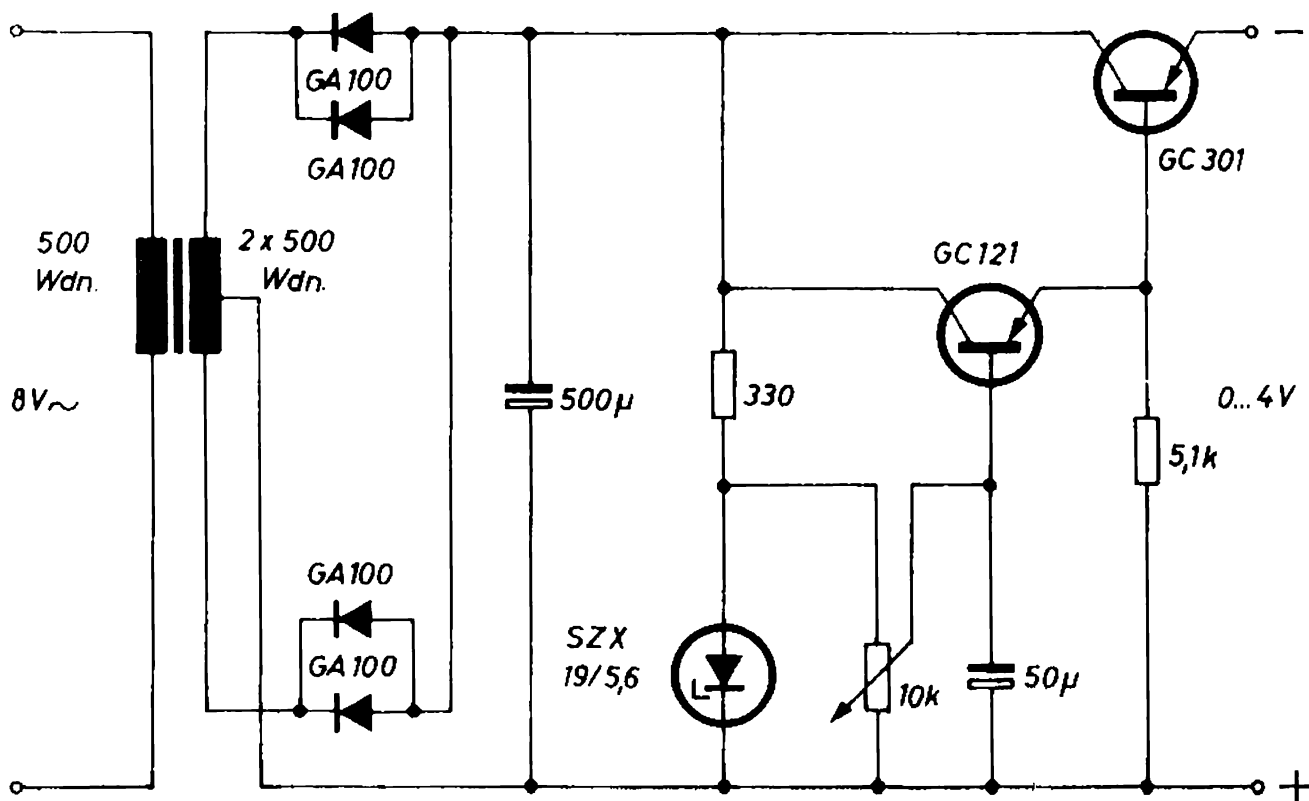 GA100
GA100
GC301
500
Wdn.
2 x 500
Wdn.
GC121
8V~
500µ
330
0...4V
5,1k
GA100
GA100
SZX
19/5,6
10k
50µ
−
+